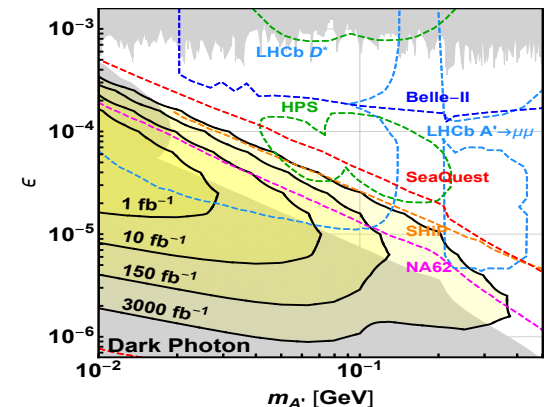 10⁻³
LHCb D*
Belle–II
HPS
10⁻⁴
LHCb A'→μμ
ϵ
SeaQuest
1 fb⁻¹
SHiP
10⁻⁵
10 fb⁻¹
NA62
150 fb⁻¹
3000 fb⁻¹
10⁻⁶
Dark Photon
10⁻² 10⁻¹
m_A' [GeV]